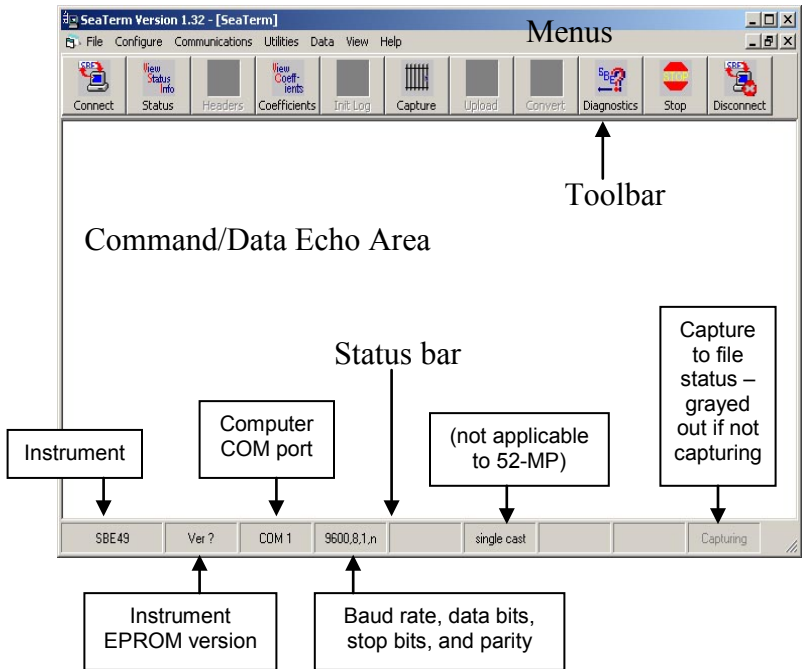 SeaTerm Version 1.32 - [SeaTerm]
File Configure Communications Utilities Data View Help
Menus
SBE
View
Status
Info
View
Coeff-
ients
SBE
STOP
SBE
Connect Status Headers Coefficients Init Log Capture Upload Convert Diagnostics Stop Disconnect
Toolbar
Command/Data Echo Area
Status bar
Capture
to file
status –
grayed
out if not
capturing
Computer
COM port
(not applicable
to 52-MP)
Instrument
SBE49 Ver ? COM 1 9600,8,1,n single cast Capturing
Instrument
EPROM version
Baud rate, data bits,
stop bits, and parity